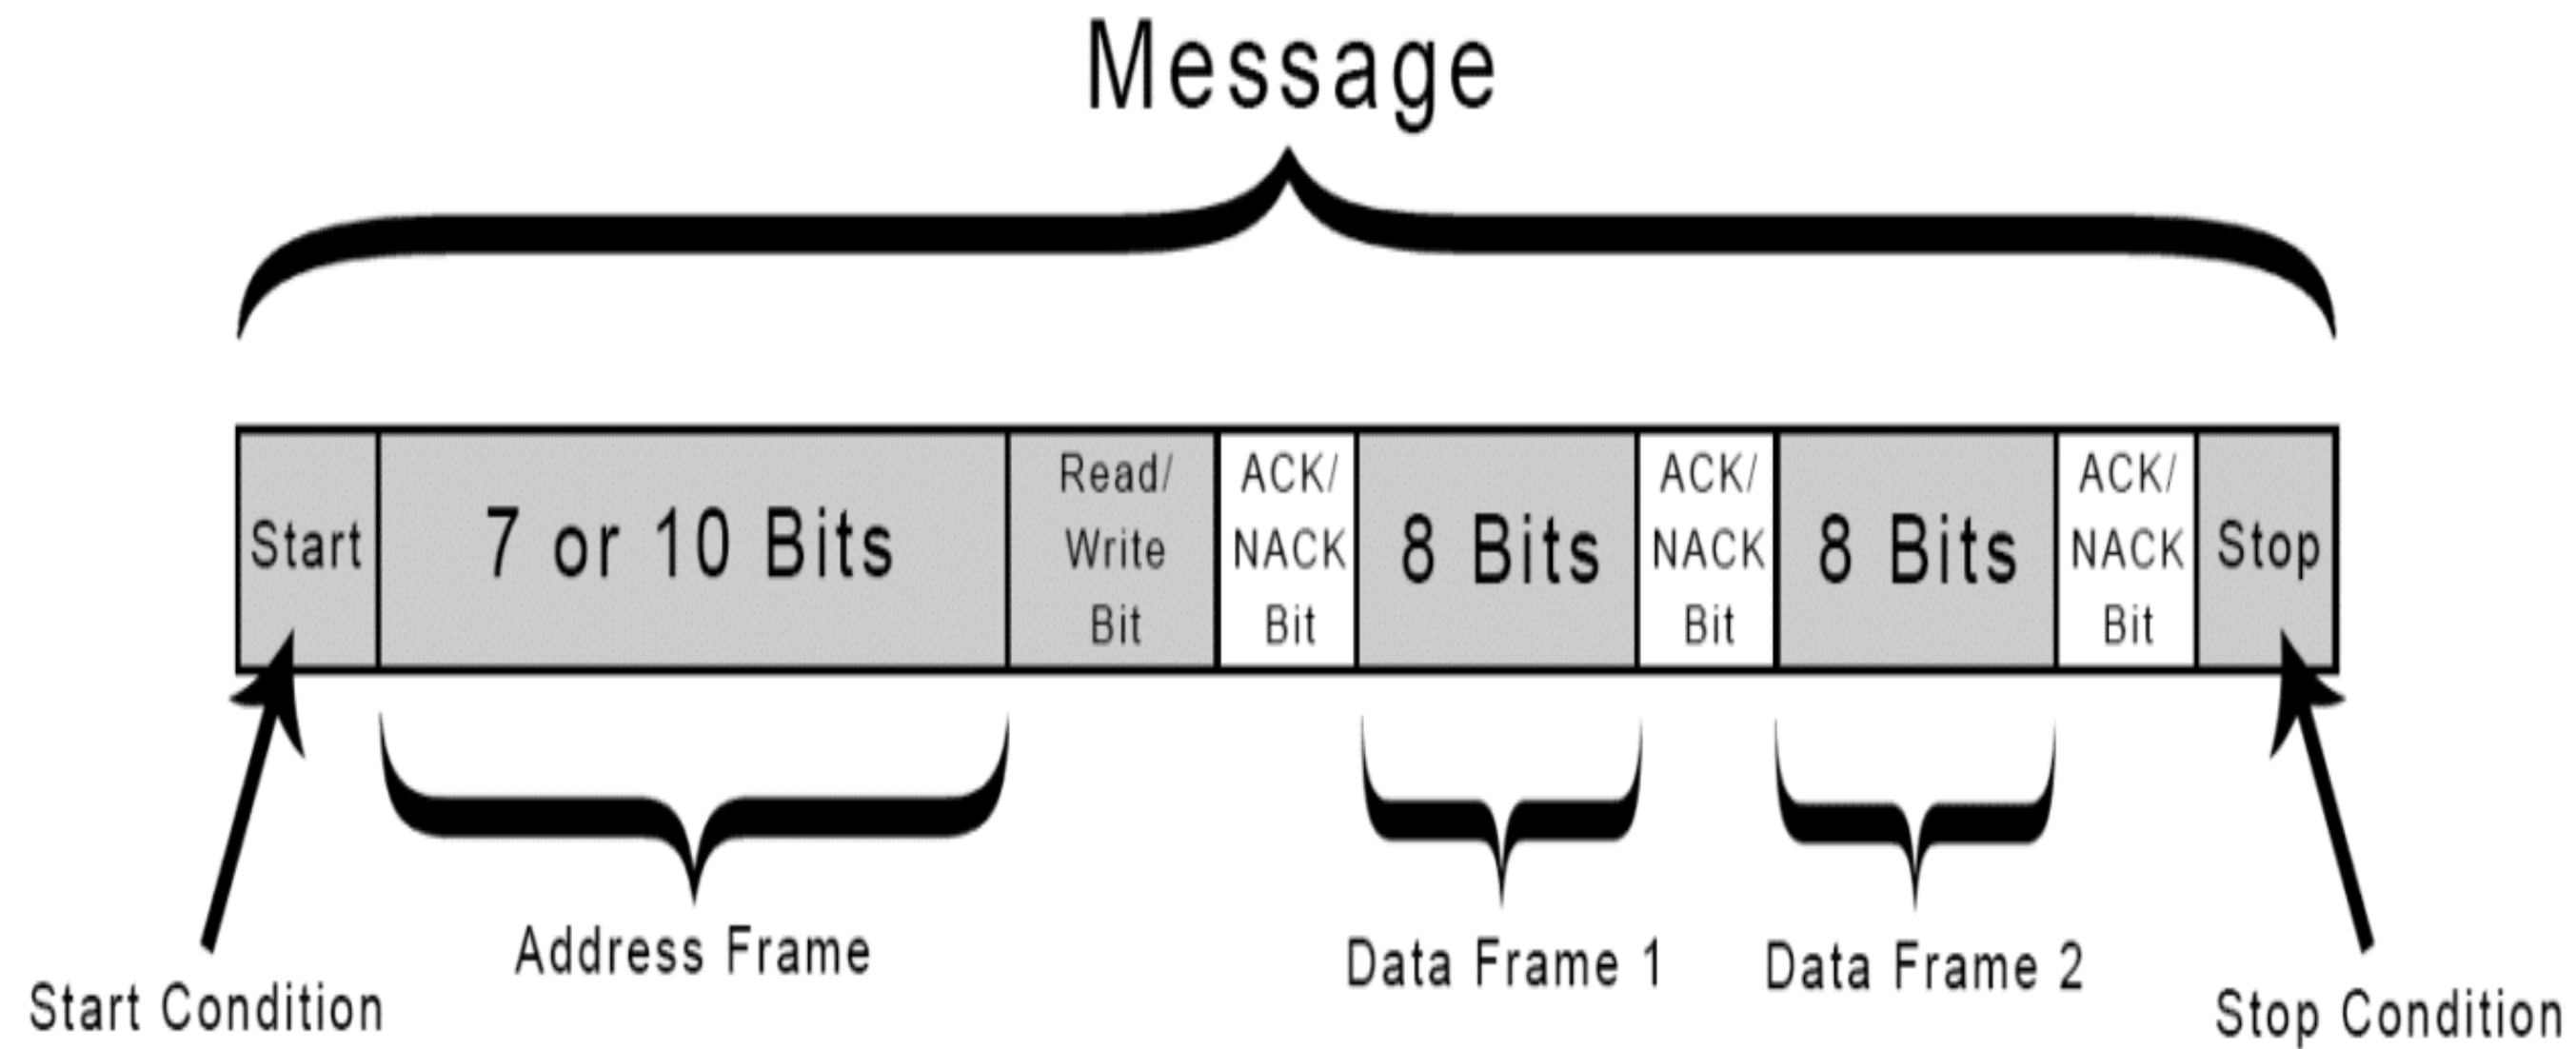 Message
Start
7 or 10 Bits
Read/
Write
Bit
ACK/
NACK
Bit
8 Bits
ACK/
NACK
Bit
8 Bits
ACK/
NACK
Bit
Stop
Address Frame
Data Frame 1
Data Frame 2
Start Condition
Stop Condition